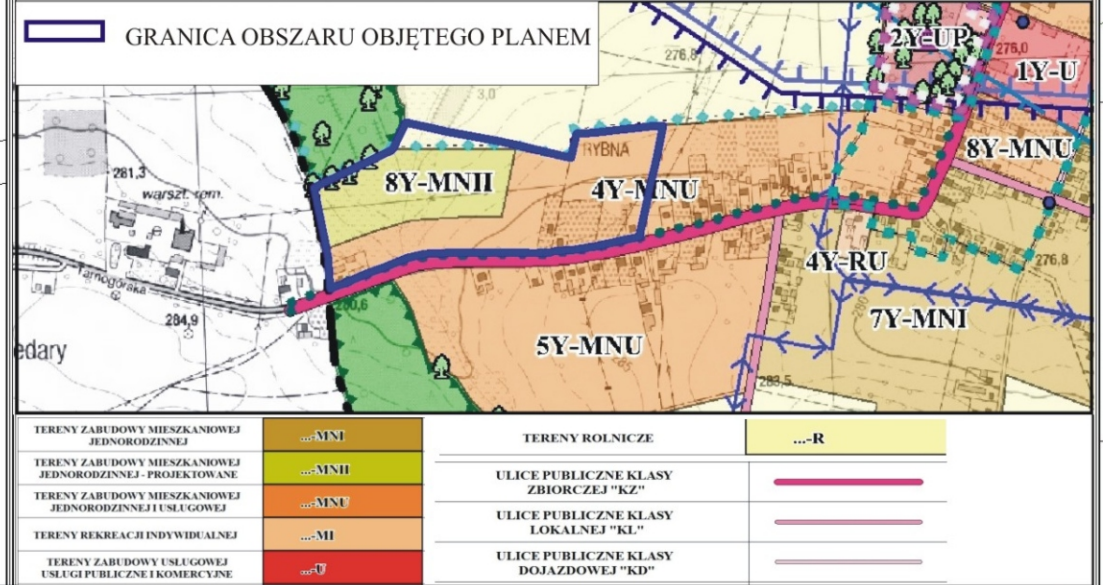 GRANICA OBSZARU OBJĘTEGO PLANEM
276,8
2Y-UP
276,0
1Y-U
3,0
RYBNA
8Y-MNU
281,3
8Y-MNII
4Y-MNU
warszt. rem.
4Y-RU
276,8
Tarnogórska
280,6
284,9
7Y-MNI
edary
5Y-MNU
285
283,5
TERENY ZABUDOWY MIESZKANIOWEJ
JEDNORODZINNEJ
...-MNI
TERENY ZABUDOWY MIESZKANIOWEJ
JEDNORODZINNEJ - PROJEKTOWANE
...-MNII
TERENY ZABUDOWY MIESZKANIOWEJ
JEDNORODZINNEJ I USŁUGOWEJ
...-MNU
TERENY REKREACJI INDYWIDUALNEJ
...-MI
TERENY ZABUDOWY USŁUGOWEJ
USŁUGI PUBLICZNE I KOMERCYJNE
...-U
TERENY ROLNICZE
...-R
ULICE PUBLICZNE KLASY
ZBIORCZEJ "KZ"
ULICE PUBLICZNE KLASY
LOKALNEJ "KL"
ULICE PUBLICZNE KLASY
DOJAZDOWEJ "KD"